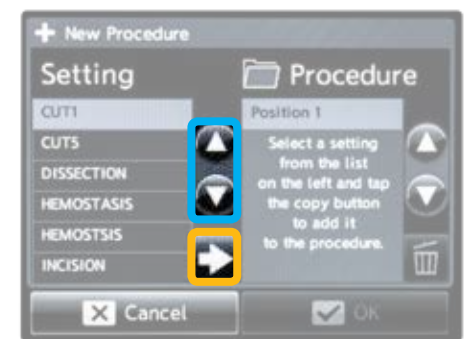 New Procedure
Setting
CUT1
CUT5
DISSECTION
HEMOSTASIS
HEMOSTSIS
INCISION
Procedure
Position 1
Select a setting
from the list
on the left and tap
the copy button
to add it
to the procedure.
Cancel
OK